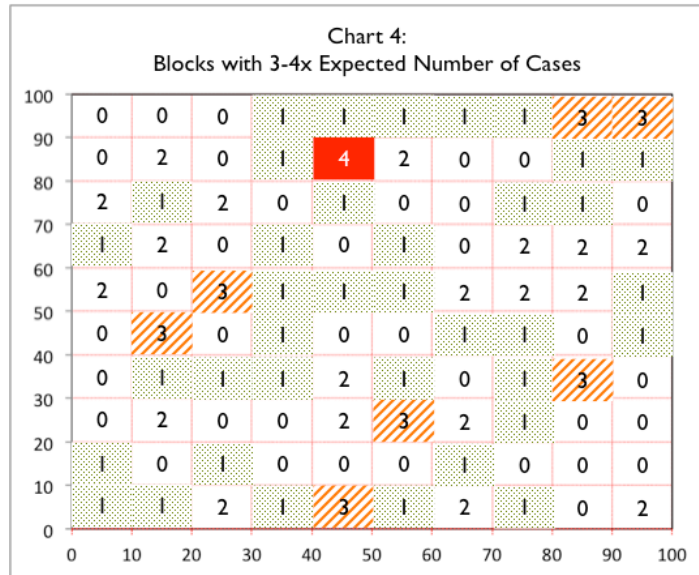 Chart 4:
Blocks with 3-4x Expected Number of Cases
100
0 0 0 1 1 1 1 1 3 3
90
0 2 0 1 4 2 0 0 1 1
80
2 1 2 0 1 0 0 1 1 0
70
1 2 0 1 0 1 0 2 2 2
60
2 0 3 1 1 1 2 2 2 1
50
0 3 0 1 0 0 1 1 0 1
40
0 1 1 1 2 1 0 1 3 0
30
0 2 0 0 2 3 2 1 0 0
20
1 0 1 0 0 0 1 0 0 0
10
1 1 2 1 3 1 2 1 0 2
0
0 10 20 30 40 50 60 70 80 90 100